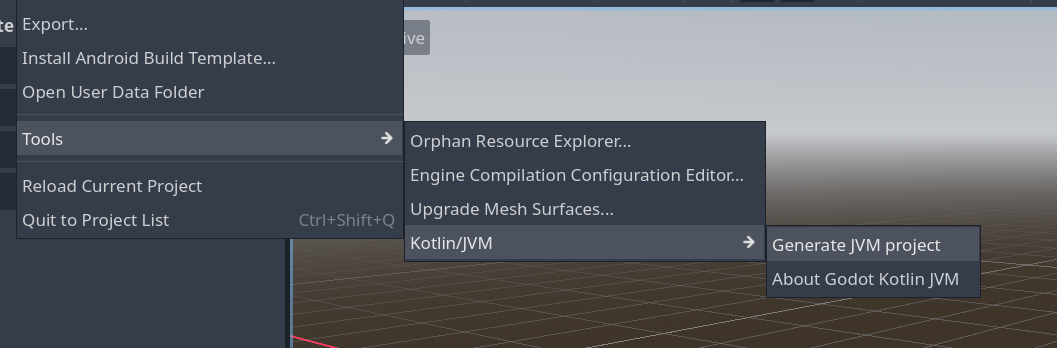 Export...
Install Android Build Template...
Open User Data Folder
Tools
Reload Current Project
Quit to Project List Ctrl+Shift+Q
Orphan Resource Explorer...
Engine Compilation Configuration Editor...
Upgrade Mesh Surfaces...
Kotlin/JVM
Generate JVM project
About Godot Kotlin JVM